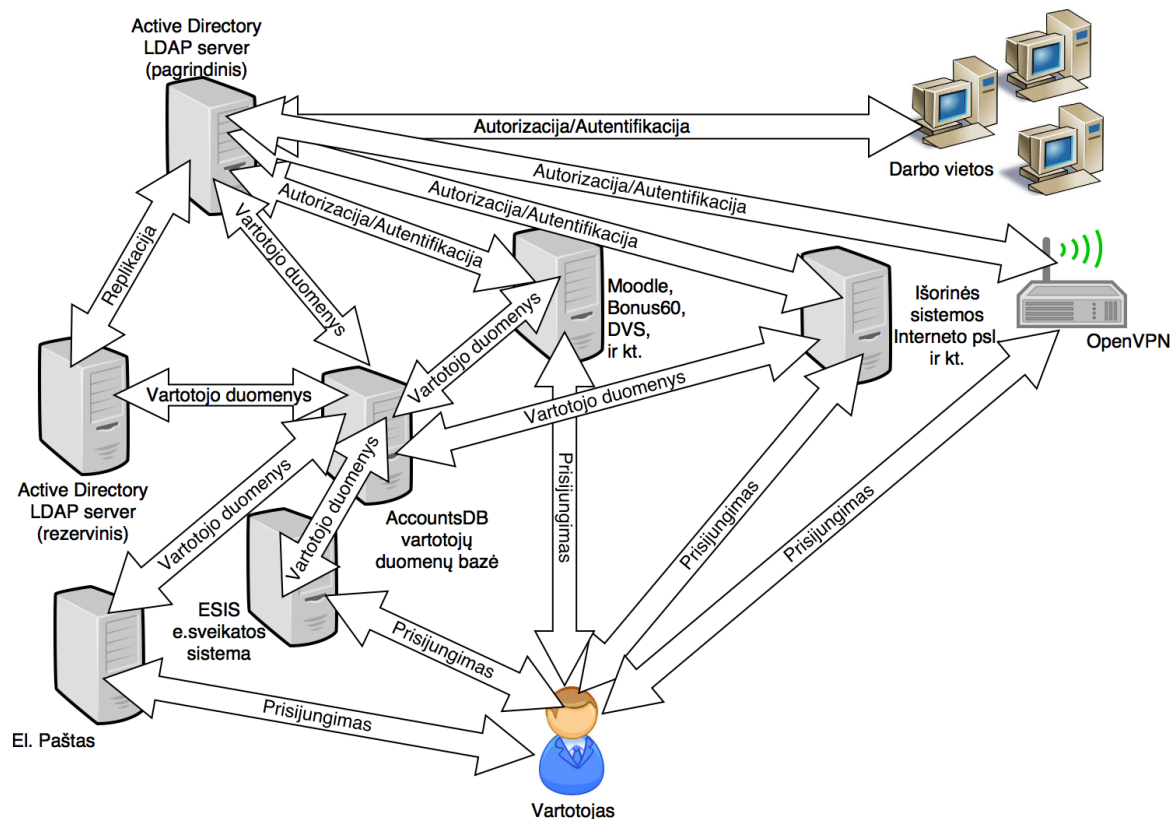 Active Directory
LDAP server
(pagrindinis)
Autorizacija/Autentifikacija
Darbo vietos
Autorizacija/Autentifikacija
Autorizacija/Autentifikacija
Autorizacija/Autentifikacija
Vartotojo duomenys
Replikacija
Moodle,
Bonus60,
DVS,
ir kt.
Išorinės
sistemos
Interneto psl.
ir kt.
OpenVPN
Vartotojo duomenys
Vartotojo duomenys
Vartotojo duomenys
Active Directory
LDAP server
(rezervinis)
Vartotojo duomenys
Vartotojo duomenys
AccountsDB
vartotojų
duomenų bazė
Prisijungimas
Prisijungimas
Prisijungimas
ESIS
e.sveikatos
sistema
Prisijungimas
Prisijungimas
El. Paštas
Vartotojas